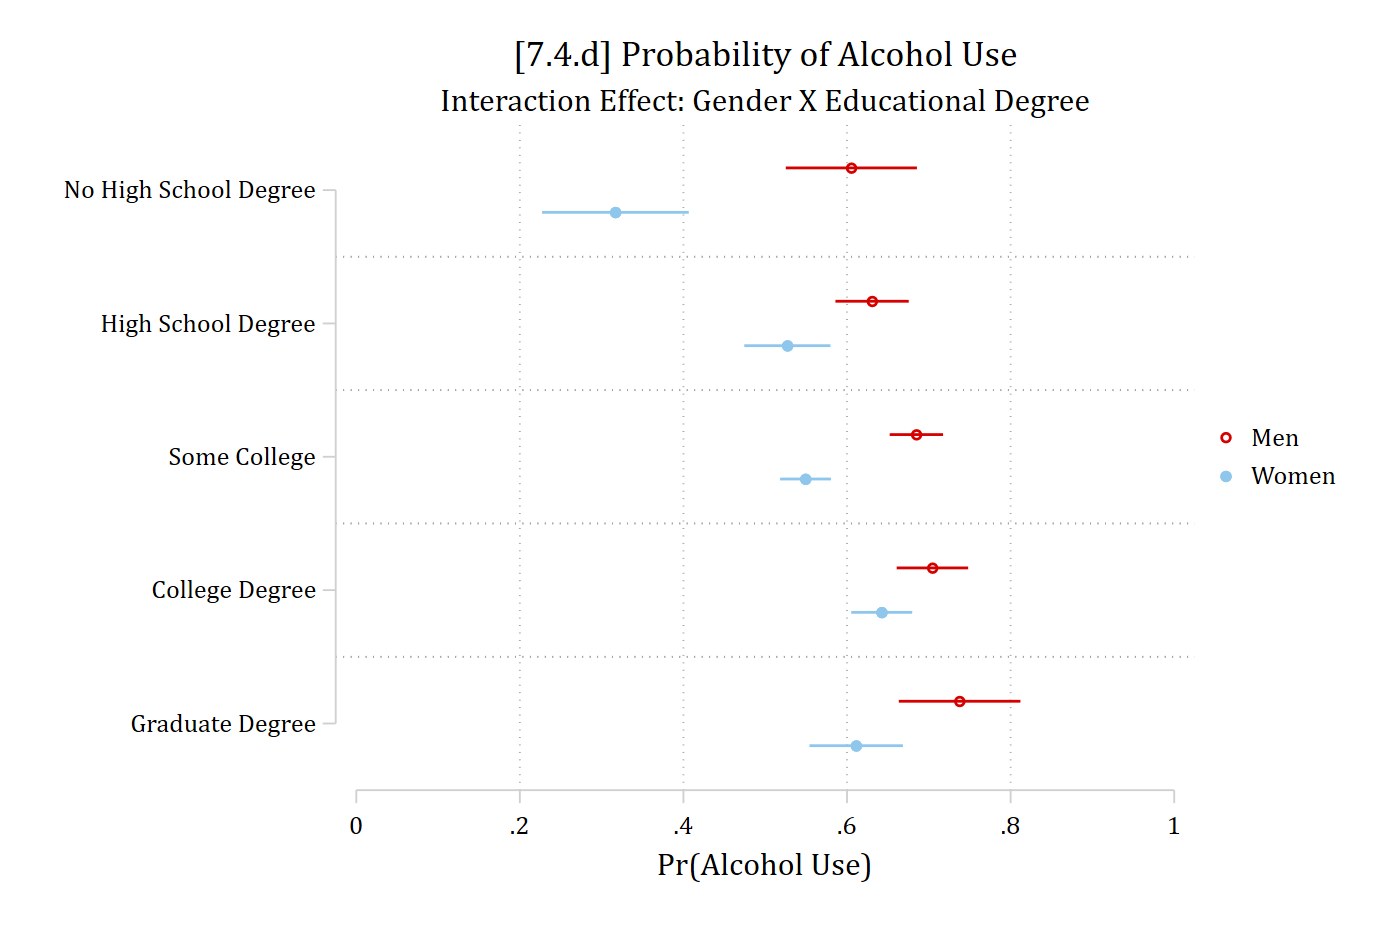 [7.4.d] Probability of Alcohol Use
Interaction Effect: Gender X Educational Degree
No High School Degree
High School Degree
Some College
College Degree
Graduate Degree
Men
Women
0 .2 .4 .6 .8 1
Pr(Alcohol Use)